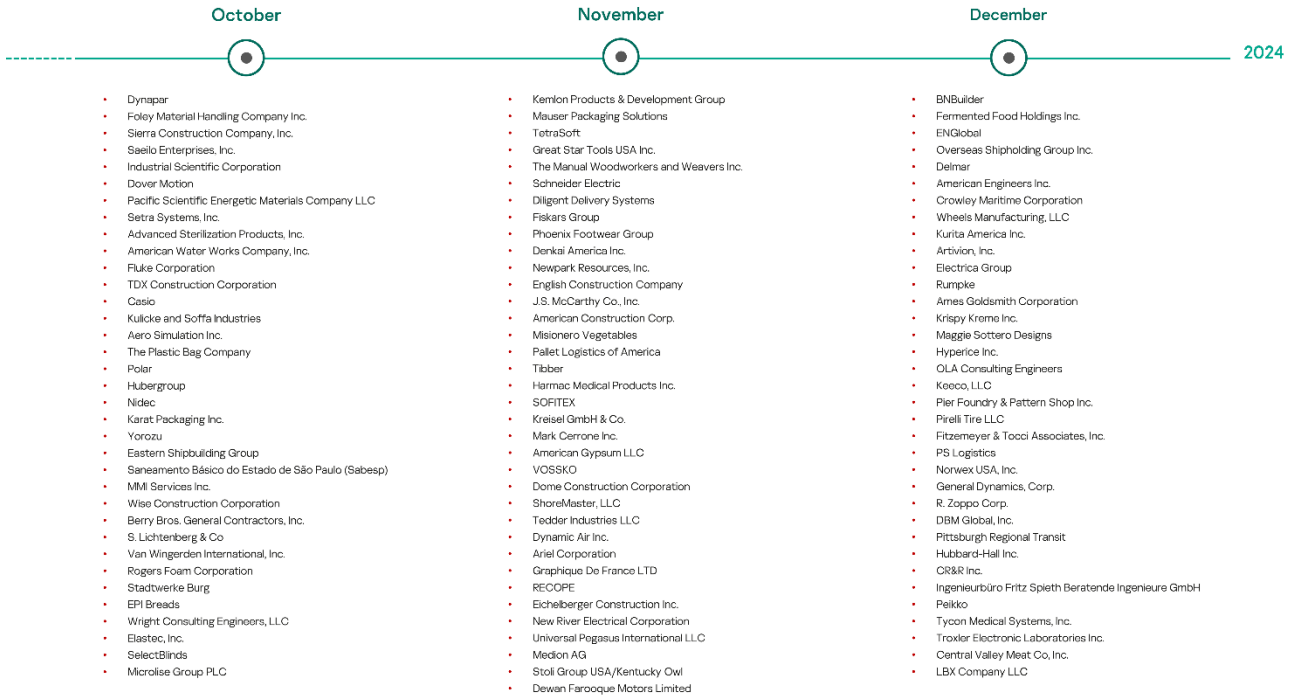 October
November
December
2024
Dynapar
Foley Material Handling Company Inc.
Sierra Construction Company, Inc.
Saeilo Enterprises, Inc.
Industrial Scientific Corporation
Dover Motion
Pacific Scientific Energetic Materials Company LLC
Setra Systems, Inc.
Advanced Sterilization Products, Inc.
American Water Works Company, Inc.
Fluke Corporation
TDX Construction Corporation
Casio
Kulicke and Soffa Industries
Aero Simulation Inc.
The Plastic Bag Company
Polar
Hubergroup
Nidec
Karat Packaging Inc.
Yorozu
Eastern Shipbuilding Group
Saneamento Básico do Estado de São Paulo (Sabesp)
MMI Services Inc.
Wise Construction Corporation
Berry Bros. General Contractors, Inc.
S. Lichtenberg & Co
Van Wingerden International, Inc.
Rogers Foam Corporation
Stadtwerke Burg
EPI Breads
Wright Consulting Engineers, LLC
Elastec, Inc.
SelectBlinds
Microlise Group PLC
Kemlon Products & Development Group
Mauser Packaging Solutions
TetraSoft
Great Star Tools USA Inc.
The Manual Woodworkers and Weavers Inc.
Schneider Electric
Diligent Delivery Systems
Fiskars Group
Phoenix Footwear Group
Denkai America Inc.
Newpark Resources, Inc.
English Construction Company
J.S. McCarthy Co., Inc.
American Construction Corp.
Misionero Vegetables
Pallet Logistics of America
Tibber
Harmac Medical Products Inc.
SOFITEX
Kreisel GmbH & Co.
Mark Cerrone Inc.
American Gypsum LLC
VOSSKO
Dome Construction Corporation
ShoreMaster, LLC
Tedder Industries LLC
Dynamic Air Inc.
Ariel Corporation
Graphique De France LTD
RECOPE
Eichelberger Construction Inc.
New River Electrical Corporation
Universal Pegasus International LLC
Medion AG
Stoli Group USA/Kentucky Owl
Dewan Farooque Motors Limited
BNBuilder
Fermented Food Holdings Inc.
ENGlobal
Overseas Shipholding Group Inc.
Delmar
American Engineers Inc.
Crowley Maritime Corporation
Wheels Manufacturing, LLC
Kurita America Inc.
Artivion, Inc.
Electrica Group
Rumpke
Ames Goldsmith Corporation
Krispy Kreme Inc.
Maggie Sottero Designs
Hyperice Inc.
OLA Consulting Engineers
Keeco, LLC
Pier Foundry & Pattern Shop Inc.
Pirelli Tire LLC
Fitzemeyer & Tocci Associates, Inc.
PS Logistics
Norwex USA, Inc.
General Dynamics, Corp.
R. Zoppo Corp.
DBM Global, Inc.
Pittsburgh Regional Transit
Hubbard-Hall Inc.
CR&R Inc.
Ingenieurbüro Fritz Spieth Beratende Ingenieure GmbH
Peikko
Tycon Medical Systems, Inc.
Troxler Electronic Laboratories Inc.
Central Valley Meat Co, Inc.
LBX Company LLC